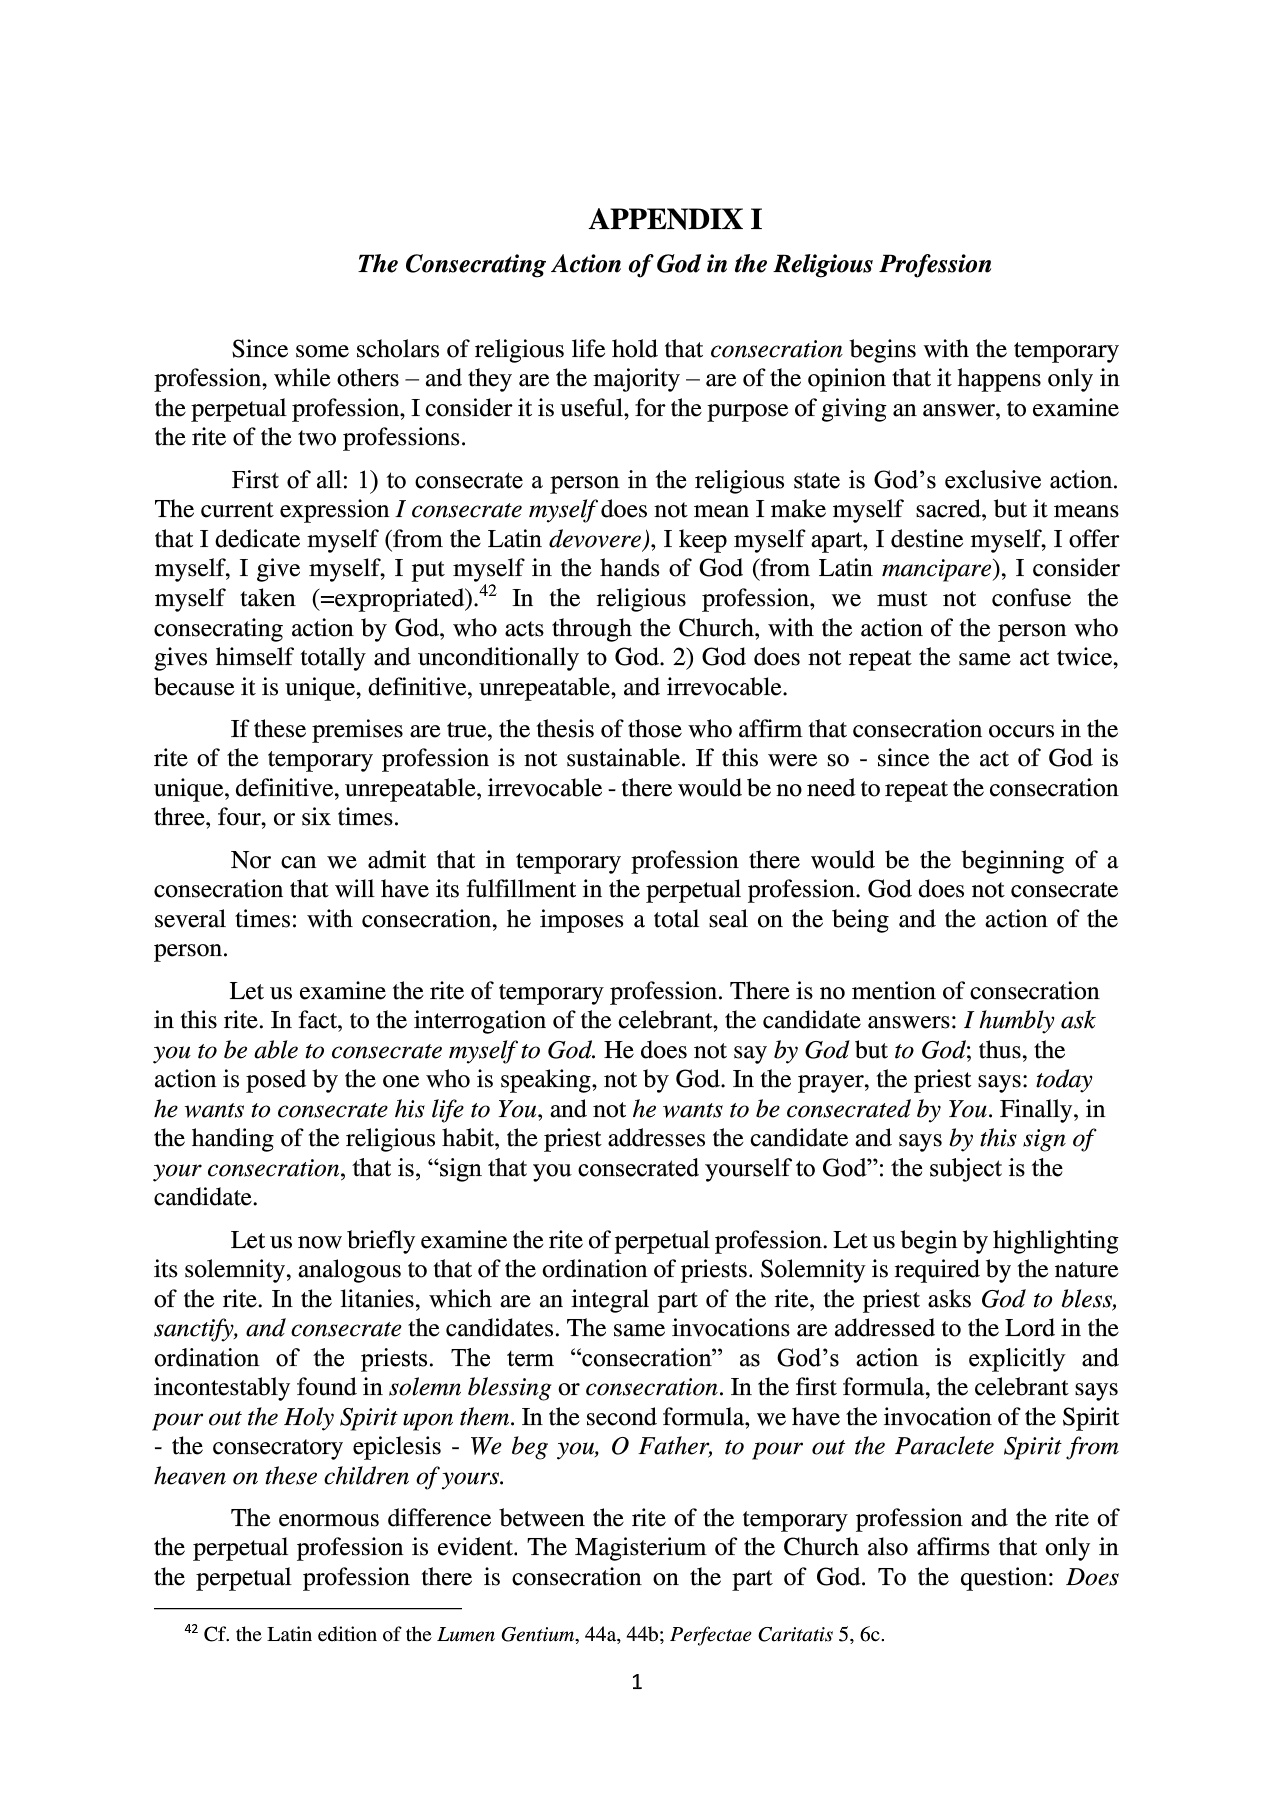 APPENDIX I
The Consecrating Action of God in the Religious Profession
Since some scholars of religious life hold that consecration begins with the temporary
profession, while others – and they are the majority – are of the opinion that it happens only in
the perpetual profession, I consider it is useful, for the purpose of giving an answer, to examine
the rite of the two professions.
First of all: 1) to consecrate a person in the religious state is God’s exclusive action.
The current expression I consecrate myself does not mean I make myself sacred, but it means
that I dedicate myself (from the Latin devovere), I keep myself apart, I destine myself, I offer
myself, I give myself, I put myself in the hands of God (from Latin mancipare), I consider
myself taken (=expropriated).42 In the religious profession, we must not confuse the
consecrating action by God, who acts through the Church, with the action of the person who
gives himself totally and unconditionally to God. 2) God does not repeat the same act twice,
because it is unique, definitive, unrepeatable, and irrevocable.
If these premises are true, the thesis of those who affirm that consecration occurs in the
rite of the temporary profession is not sustainable. If this were so - since the act of God is
unique, definitive, unrepeatable, irrevocable - there would be no need to repeat the consecration
three, four, or six times.
Nor can we admit that in temporary profession there would be the beginning of a
consecration that will have its fulfillment in the perpetual profession. God does not consecrate
several times: with consecration, he imposes a total seal on the being and the action of the
person.
Let us examine the rite of temporary profession. There is no mention of consecration
in this rite. In fact, to the interrogation of the celebrant, the candidate answers: I humbly ask
you to be able to consecrate myself to God. He does not say by God but to God; thus, the
action is posed by the one who is speaking, not by God. In the prayer, the priest says: today
he wants to consecrate his life to You, and not he wants to be consecrated by You. Finally, in
the handing of the religious habit, the priest addresses the candidate and says by this sign of
your consecration, that is, “sign that you consecrated yourself to God”: the subject is the
candidate.
Let us now briefly examine the rite of perpetual profession. Let us begin by highlighting
its solemnity, analogous to that of the ordination of priests. Solemnity is required by the nature
of the rite. In the litanies, which are an integral part of the rite, the priest asks God to bless,
sanctify, and consecrate the candidates. The same invocations are addressed to the Lord in the
ordination of the priests. The term “consecration” as God’s action is explicitly and
incontestably found in solemn blessing or consecration. In the first formula, the celebrant says
pour out the Holy Spirit upon them. In the second formula, we have the invocation of the Spirit
- the consecratory epiclesis - We beg you, O Father, to pour out the Paraclete Spirit from
heaven on these children of yours.
The enormous difference between the rite of the temporary profession and the rite of
the perpetual profession is evident. The Magisterium of the Church also affirms that only in
the perpetual profession there is consecration on the part of God. To the question: Does
42 Cf. the Latin edition of the Lumen Gentium, 44a, 44b; Perfectae Caritatis 5, 6c.
1